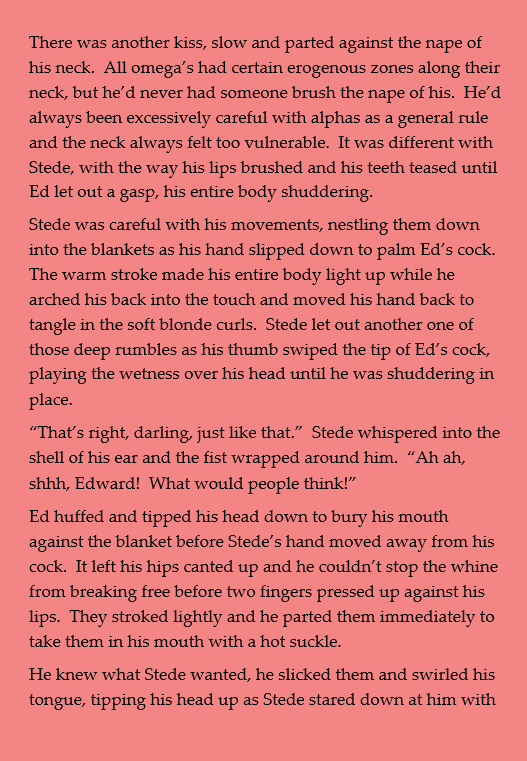 There was another kiss, slow and parted against the nape of
his neck.  All omega's had certain erogenous zones along their
neck, but he'd never had someone brush the nape of his.  He'd
always been excessively careful with alphas as a general rule
and the neck always felt too vulnerable.  It was different with
Stede, with the way his lips brushed and his teeth teased until
Ed let out a gasp, his entire body shuddering.
Stede was careful with his movements, nestling them down
into the blankets as his hand slipped down to palm Ed's cock.
The warm stroke made his entire body light up while he
arched his back into the touch and moved his hand back to
tangle in the soft blonde curls.  Stede let out another one of
those deep rumbles as his thumb swiped the tip of Ed's cock,
playing the wetness over his head until he was shuddering in
place.
“That's right, darling, just like that.”  Stede whispered into the
shell of his ear and the fist wrapped around him.  “Ah ah,
shhh, Edward!  What would people think!”
Ed huffed and tipped his head down to bury his mouth
against the blanket before Stede's hand moved away from his
cock.  It left his hips canted up and he couldn't stop the whine
from breaking free before two fingers pressed up against his
lips.  They stroked lightly and he parted them immediately to
take them in his mouth with a hot suckle.
He knew what Stede wanted, he slicked them and swirled his
tongue, tipping his head up as Stede stared down at him with